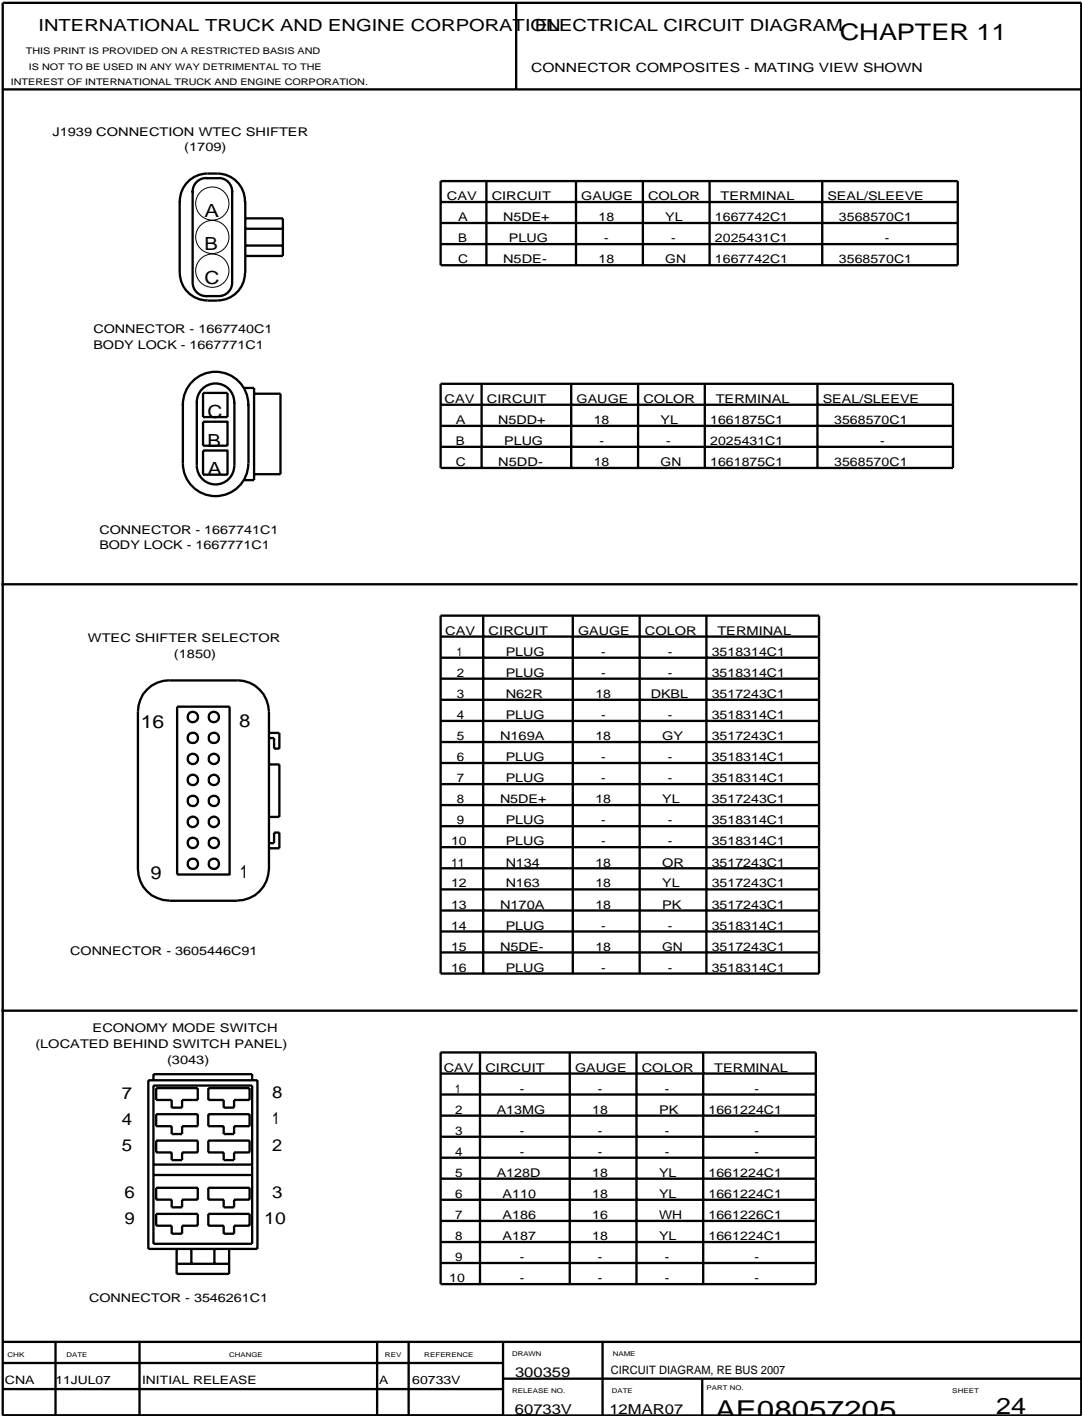 INTERNATIONAL TRUCK AND ENGINE CORPORATION
THIS PRINT IS PROVIDED ON A RESTRICTED BASIS AND
IS NOT TO BE USED IN ANY WAY DETRIMENTAL TO THE
INTEREST OF INTERNATIONAL TRUCK AND ENGINE CORPORATION.
ELECTRICAL CIRCUIT DIAGRAM
CHAPTER 11
CONNECTOR COMPOSITES - MATING VIEW SHOWN
J1939 CONNECTION WTEC SHIFTER
(1709)
A
B
C
CONNECTOR - 1667740C1
BODY LOCK - 1667771C1
CAV CIRCUIT GAUGE COLOR TERMINAL SEAL/SLEEVE
A N5DE+ 18 YL 1667742C1 3568570C1
B PLUG - - 2025431C1 -
C N5DE- 18 GN 1667742C1 3568570C1
C
B
A
CONNECTOR - 1667741C1
BODY LOCK - 1667771C1
CAV CIRCUIT GAUGE COLOR TERMINAL SEAL/SLEEVE
A N5DD+ 18 YL 1661875C1 3568570C1
B PLUG - - 2025431C1 -
C N5DD- 18 GN 1661875C1 3568570C1
WTEC SHIFTER SELECTOR
(1850)
16 8
9 1
CONNECTOR - 3605446C91
CAV CIRCUIT GAUGE COLOR TERMINAL
1 PLUG - - 3518314C1
2 PLUG - - 3518314C1
3 N62R 18 DKBL 3517243C1
4 PLUG - - 3518314C1
5 N169A 18 GY 3517243C1
6 PLUG - - 3518314C1
7 PLUG - - 3518314C1
8 N5DE+ 18 YL 3517243C1
9 PLUG - - 3518314C1
10 PLUG - - 3518314C1
11 N134 18 OR 3517243C1
12 N163 18 YL 3517243C1
13 N170A 18 PK 3517243C1
14 PLUG - - 3518314C1
15 N5DE- 18 GN 3517243C1
16 PLUG - - 3518314C1
ECONOMY MODE SWITCH
(LOCATED BEHIND SWITCH PANEL)
(3043)
7 8
4 1
5 2
6 3
9 10
CONNECTOR - 3546261C1
CAV CIRCUIT GAUGE COLOR TERMINAL
1 - - - -
2 A13MG 18 PK 1661224C1
3 - - - -
4 - - - -
5 A128D 18 YL 1661224C1
6 A110 18 YL 1661224C1
7 A186 16 WH 1661226C1
8 A187 18 YL 1661224C1
9 - - - -
10 - - - -
CHK DATE CHANGE REV REFERENCE
CNA 11JUL07 INITIAL RELEASE A 60733V
DRAWN
300359
NAME
CIRCUIT DIAGRAM, RE BUS 2007
RELEASE NO.
60733V
DATE
12MAR07
PART NO.
AE08057205
SHEET
24